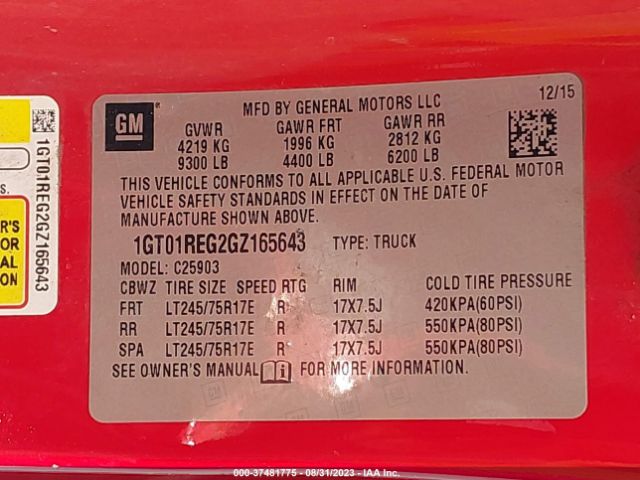 MFD BY GENERAL MOTORS LLC
12/15
GM
GVWR GAWR FRT GAWR RR
4219 KG 1996 KG 2812 KG
9300 LB 4400 LB 6200 LB
THIS VEHICLE CONFORMS TO ALL APPLICABLE U.S. FEDERAL MOTOR
VEHICLE SAFETY STANDARDS IN EFFECT ON THE DATE OF
MANUFACTURE SHOWN ABOVE.
1GT01REG2GZ165643 TYPE: TRUCK
MODEL: C25903
CBWZ TIRE SIZE SPEED RTG RIM COLD TIRE PRESSURE
FRT LT245/75R17E R 17X7.5J 420KPA(60PSI)
RR LT245/75R17E R 17X7.5J 550KPA(80PSI)
SPA LT245/75R17E R 17X7.5J 550KPA(80PSI)
SEE OWNER'S MANUAL FOR MORE INFORMATION.
1GT01REG2GZ165643
000-37481775 - 08/31/2023 - IAA Inc.